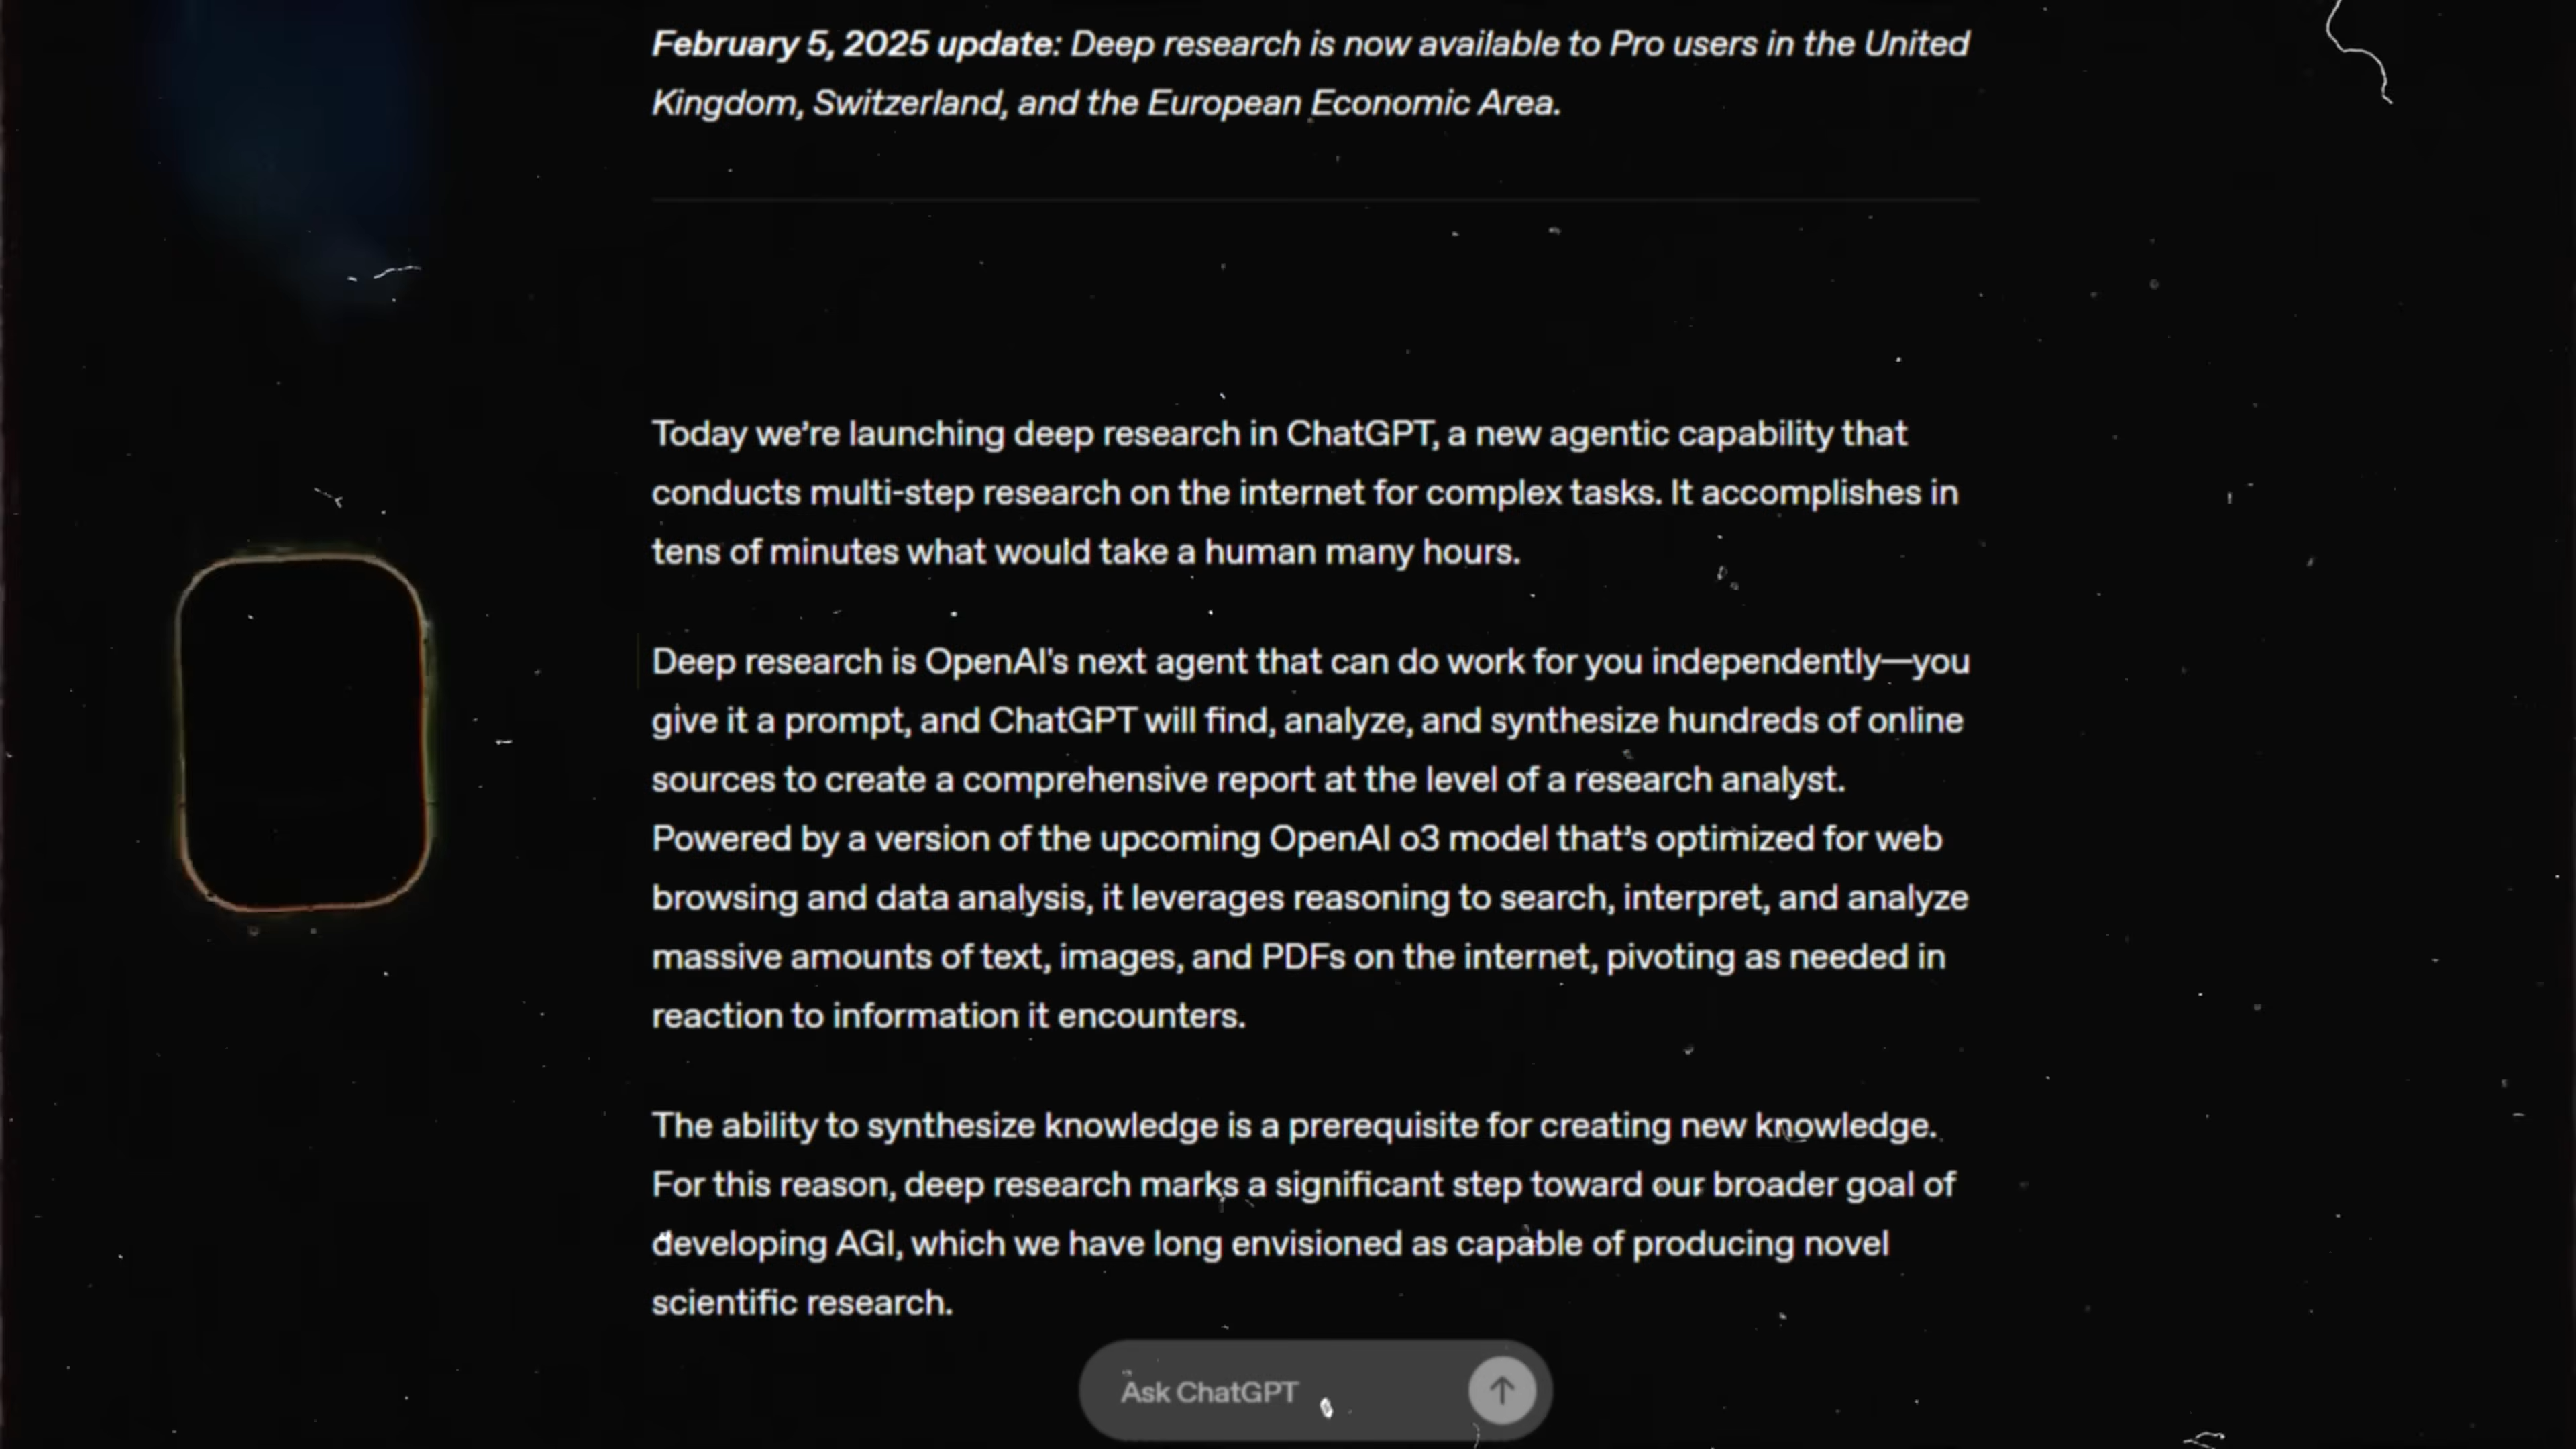 February 5, 2025 update: Deep research is now available to Pro users in the United
Kingdom, Switzerland, and the European Economic Area.
Today we’re launching deep research in ChatGPT, a new agentic capability that
conducts multi-step research on the internet for complex tasks. It accomplishes in
tens of minutes what would take a human many hours.
Deep research is OpenAI's next agent that can do work for you independently—you
give it a prompt, and ChatGPT will find, analyze, and synthesize hundreds of online
sources to create a comprehensive report at the level of a research analyst.
Powered by a version of the upcoming OpenAI o3 model that’s optimized for web
browsing and data analysis, it leverages reasoning to search, interpret, and analyze
massive amounts of text, images, and PDFs on the internet, pivoting as needed in
reaction to information it encounters.
The ability to synthesize knowledge is a prerequisite for creating new knowledge.
For this reason, deep research marks a significant step toward our broader goal of
developing AGI, which we have long envisioned as capable of producing novel
scientific research.
Ask ChatGPT